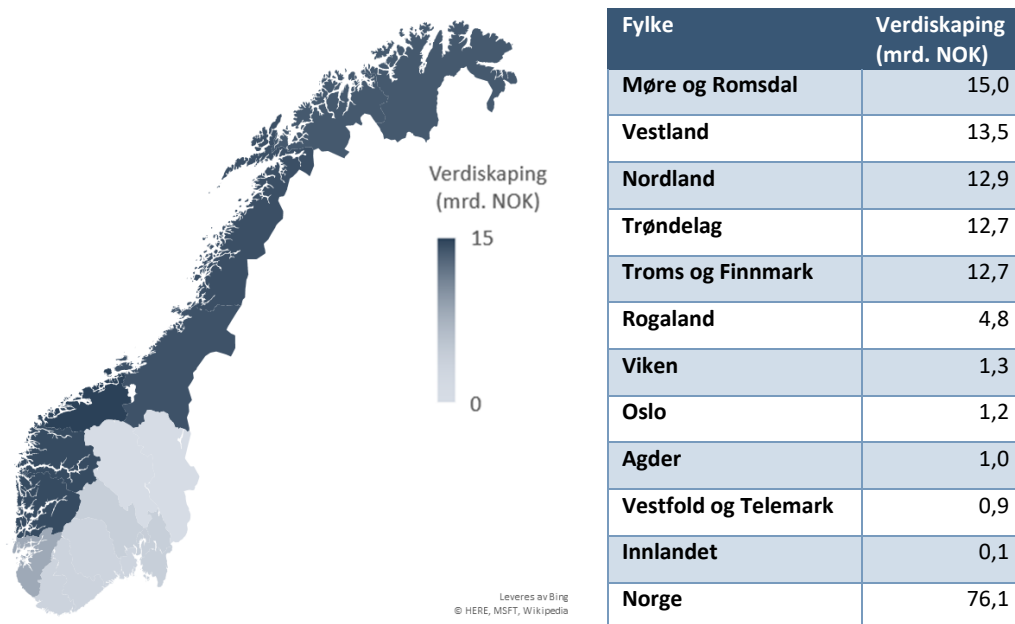 Verdiskaping
(mrd. NOK)
15
0
Leveres av Bing
© HERE, MSFT, Wikipedia
Fylke Verdiskaping
(mrd. NOK)
Møre og Romsdal 15,0
Vestland 13,5
Nordland 12,9
Trøndelag 12,7
Troms og Finnmark 12,7
Rogaland 4,8
Viken 1,3
Oslo 1,2
Agder 1,0
Vestfold og Telemark 0,9
Innlandet 0,1
Norge 76,1